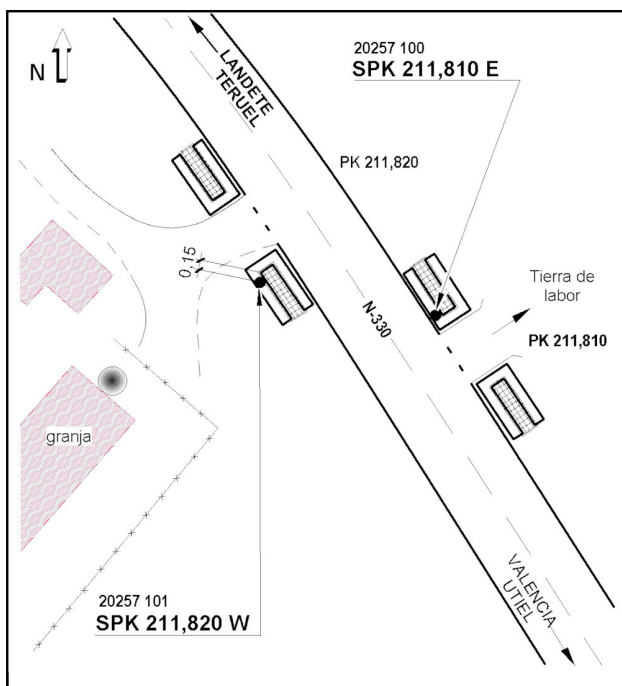 N
LANDETE
TERUEL
20257 100
SPK 211,810 E
PK 211,820
0,15
N-330
Tierra de
labor
PK 211,810
granja
20257 101
SPK 211,820 W
VALENCIA
UTIEL